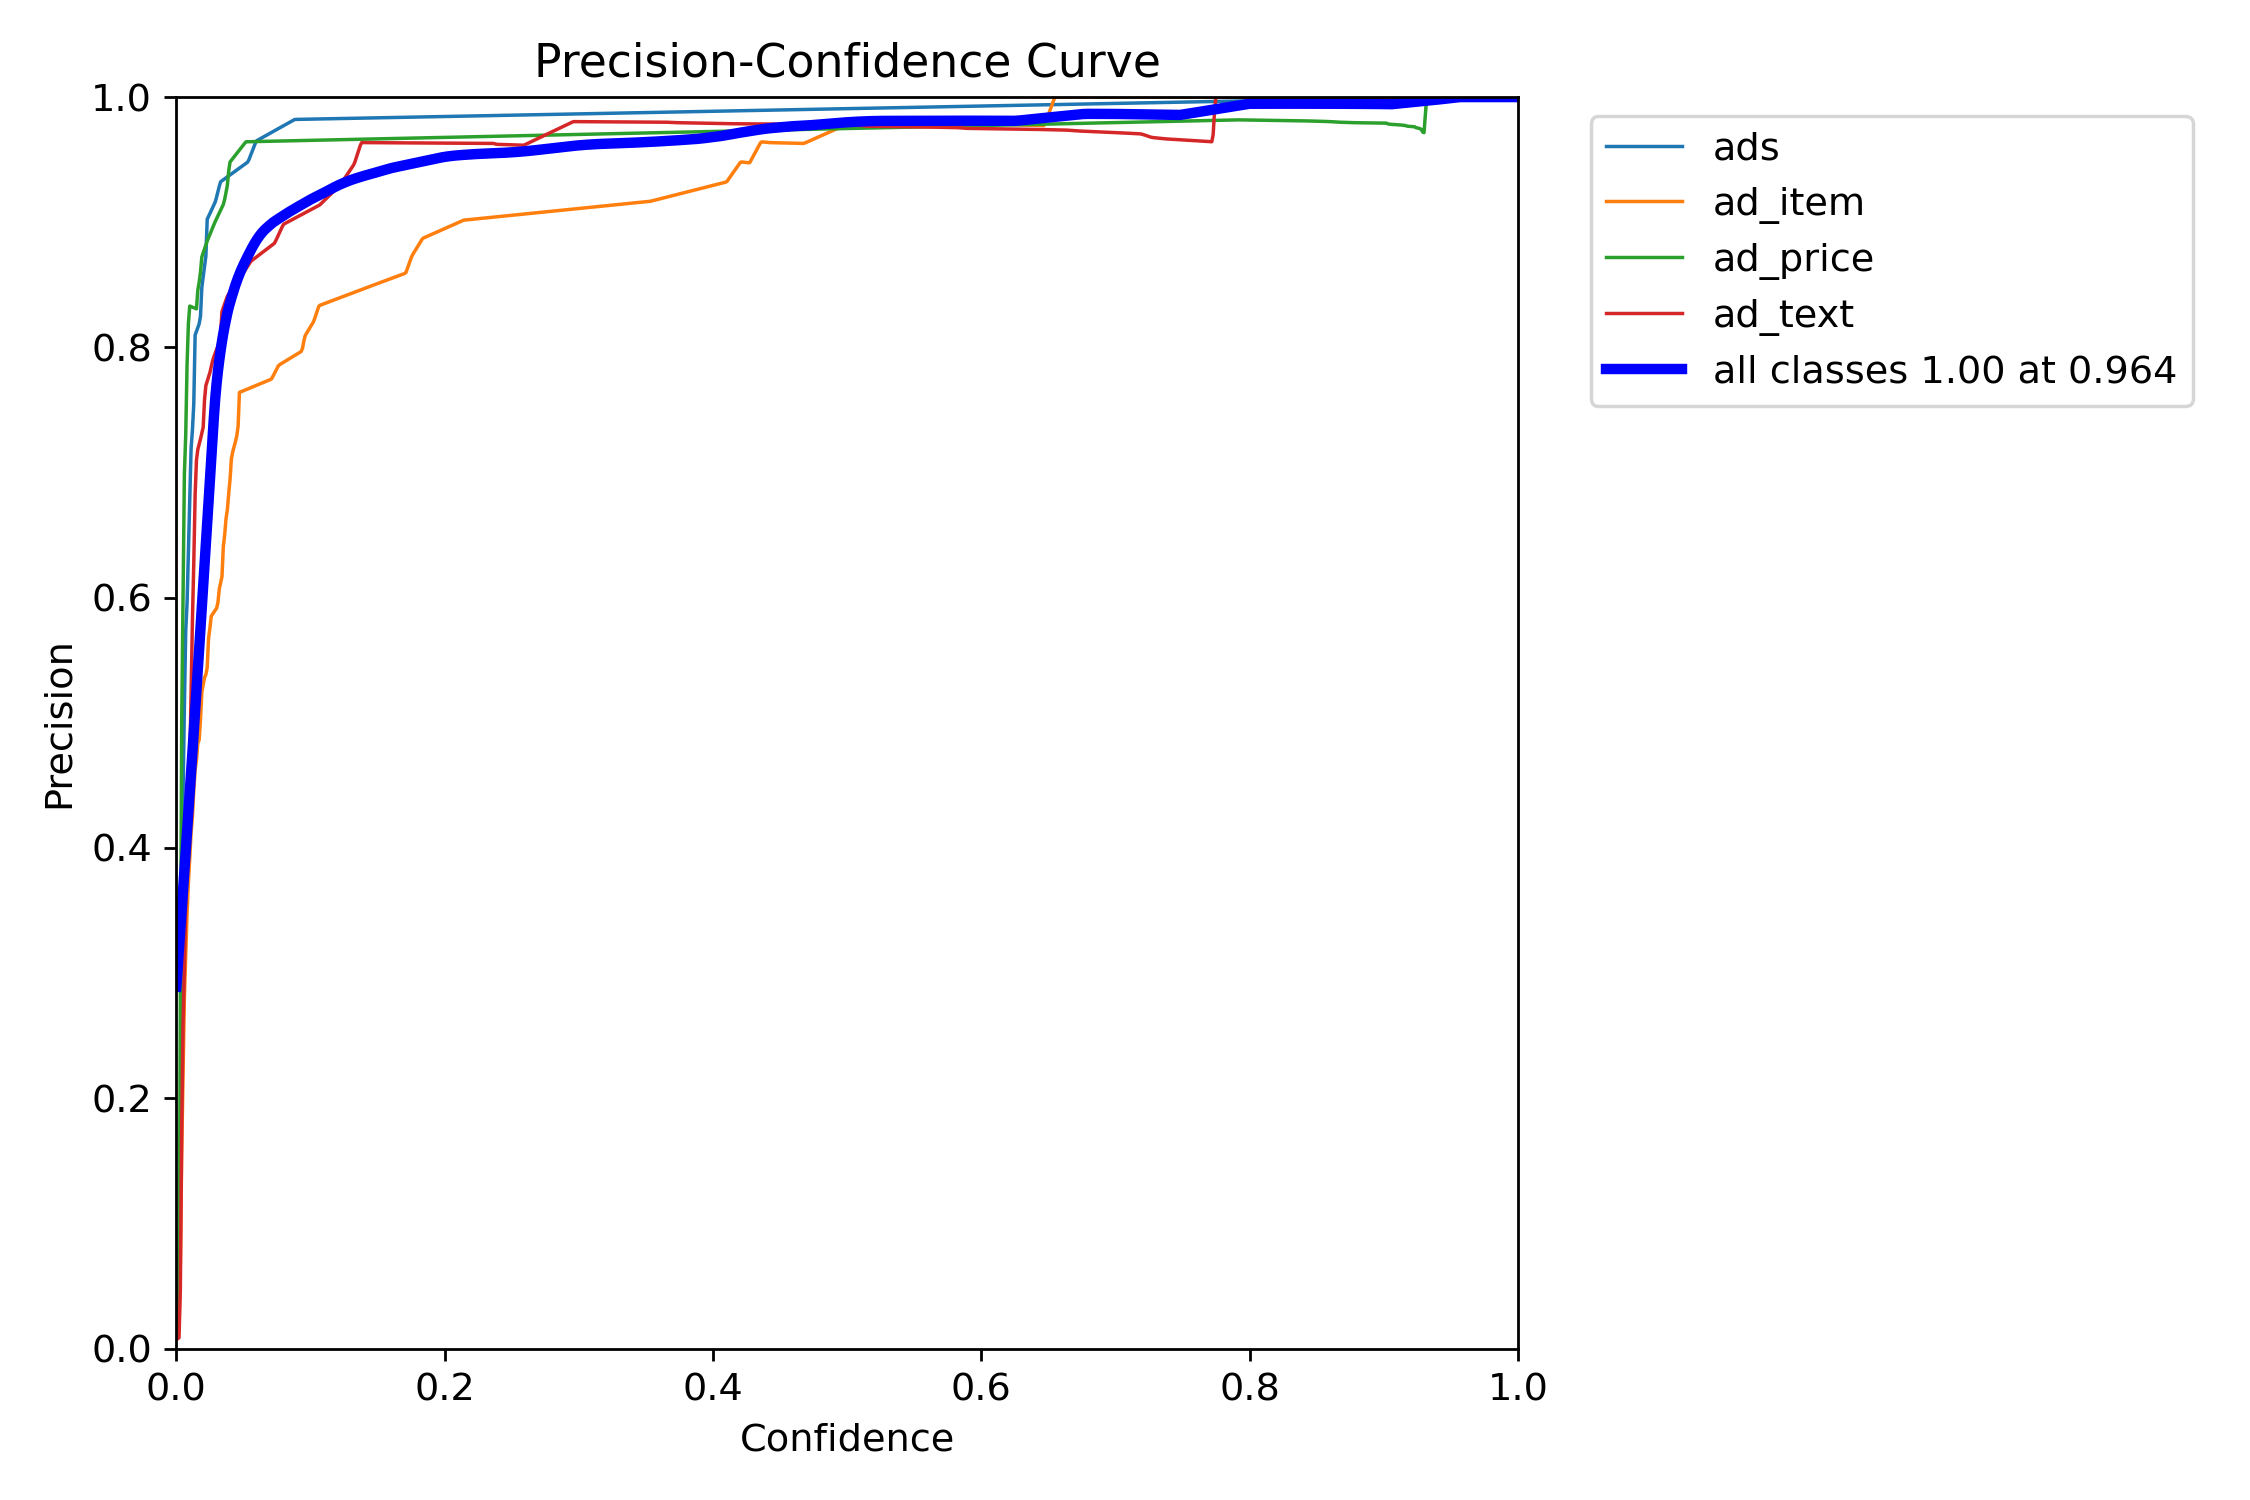 Precision-Confidence Curve
1.0
0.8
0.6
0.4
0.2
0.0
Precision
0.0 0.2 0.4 0.6 0.8 1.0
Confidence
ads
ad_item
ad_price
ad_text
all classes 1.00 at 0.964